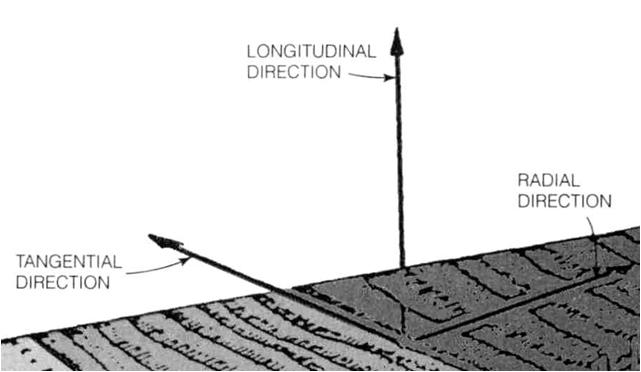 LONGITUDINAL
DIRECTION
RADIAL
DIRECTION
TANGENTIAL
DIRECTION